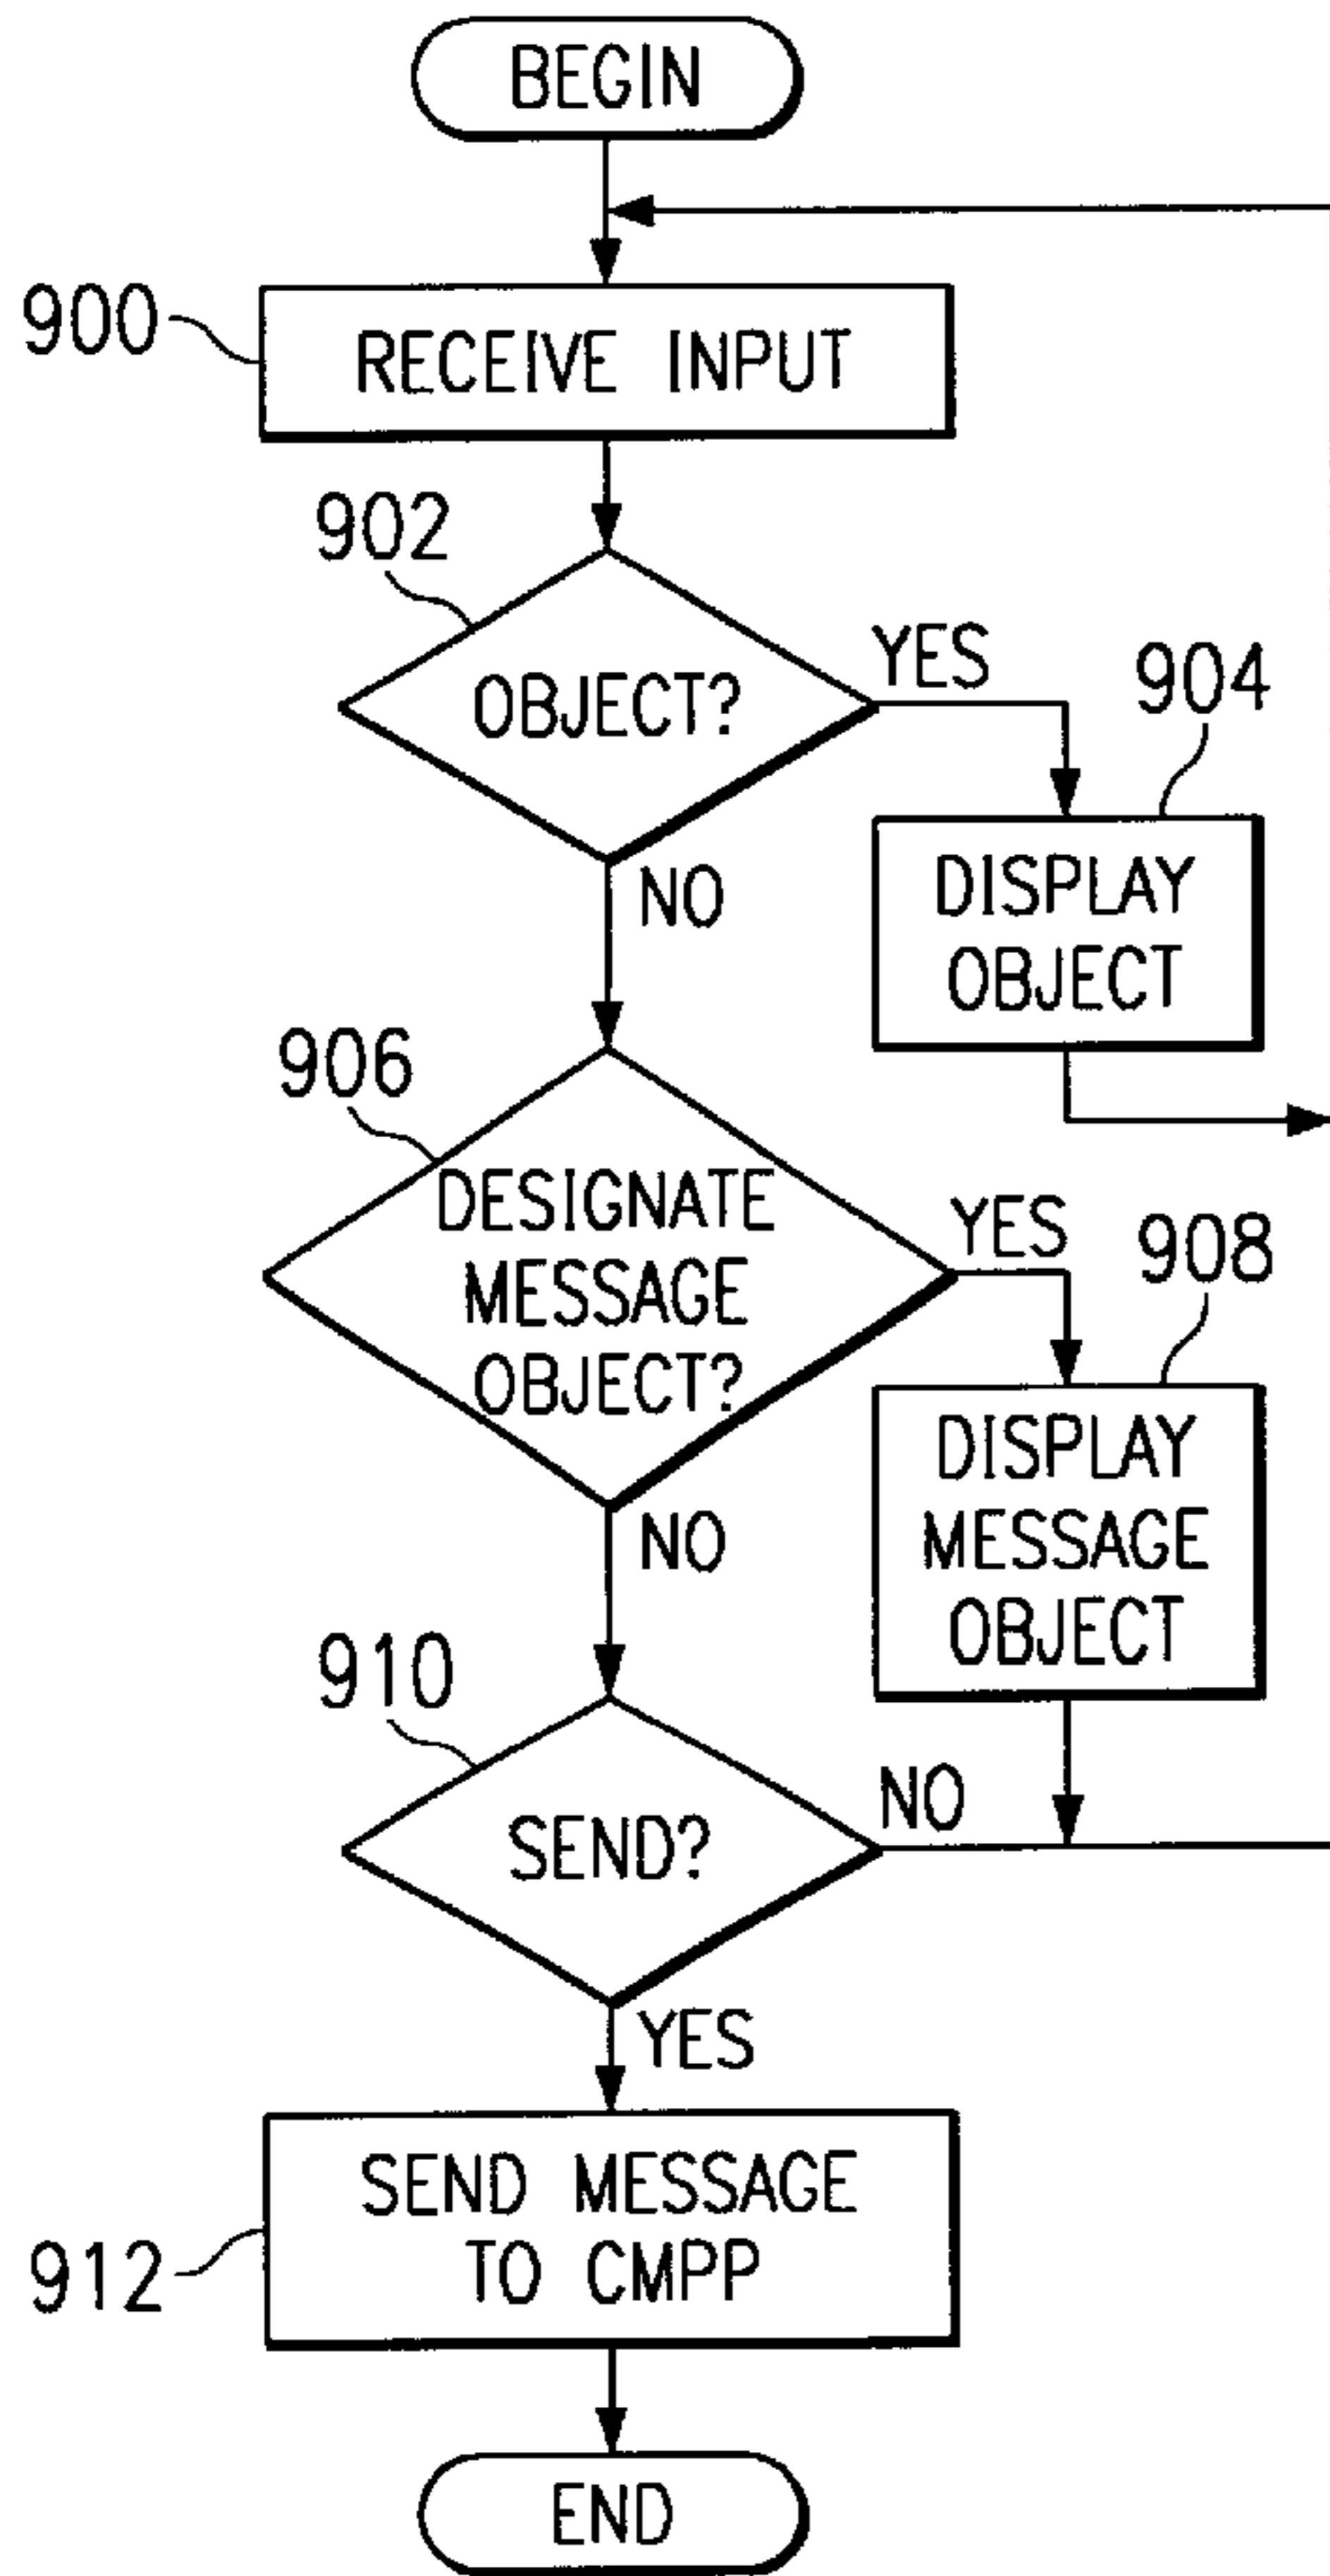 BEGIN
900
RECEIVE INPUT
902
OBJECT?
YES
904
DISPLAY
OBJECT
NO
906
DESIGNATE
MESSAGE
OBJECT?
YES
908
DISPLAY
MESSAGE
OBJECT
NO
910
SEND?
NO
YES
SEND MESSAGE
TO CMPP
912
END